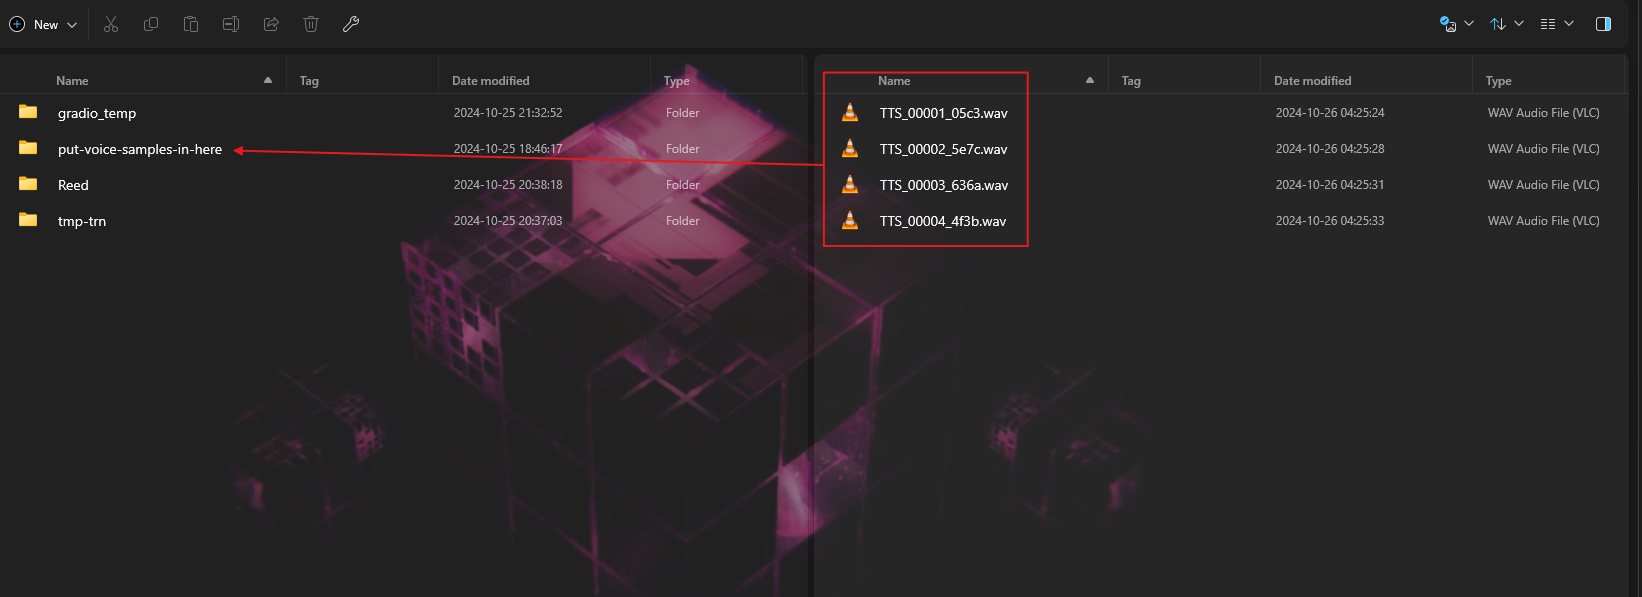 New
Name Tag Date modified Type
gradio_temp 2024-10-25 21:32:52 Folder
put-voice-samples-in-here 2024-10-25 18:46:17 Folder
Reed 2024-10-25 20:38:18 Folder
tmp-trn 2024-10-25 20:37:03 Folder
Name Tag Date modified Type
TTS_00001_05c3.wav 2024-10-26 04:25:24 WAV Audio File (VLC)
TTS_00002_5e7c.wav 2024-10-26 04:25:28 WAV Audio File (VLC)
TTS_00003_636a.wav 2024-10-26 04:25:31 WAV Audio File (VLC)
TTS_00004_4f3b.wav 2024-10-26 04:25:33 WAV Audio File (VLC)